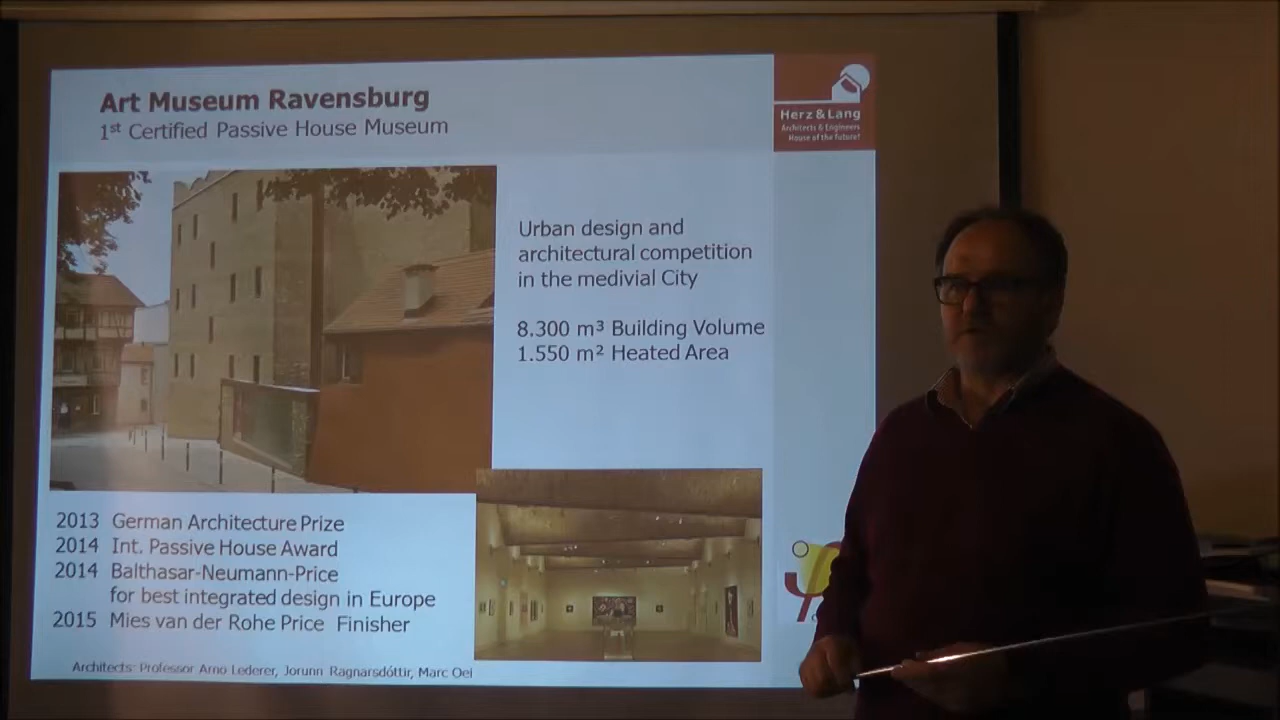 Art Museum Ravensburg
1st Certified Passive House Museum
Herz & Lang
Architects & Engineers
House of the future!
Urban design and
architectural competition
in the medivial City
8.300 m³ Building Volume
1.550 m² Heated Area
2013 German Architecture Prize
2014 Int. Passive House Award
2014 Balthasar-Neumann-Price
for best integrated design in Europe
2015 Mies van der Rohe Price Finisher
Architects: Professor Arno Lederer, Jorunn Ragnarsdóttir, Marc Oei